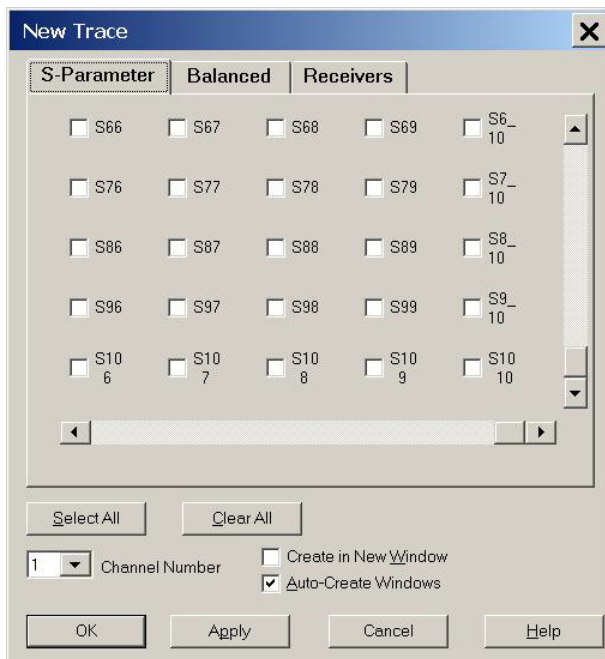 New Trace
S-Parameter Balanced Receivers
S66 S67 S68 S69 S6_
10
S76 S77 S78 S79 S7_
10
S86 S87 S88 S89 S8_
10
S96 S97 S98 S99 S9_
10
S10 S10 S10 S10 S10
6 7 8 9 10
Select All Clear All
1 Channel Number
Create in New Window
Auto-Create Windows
OK Apply Cancel Help